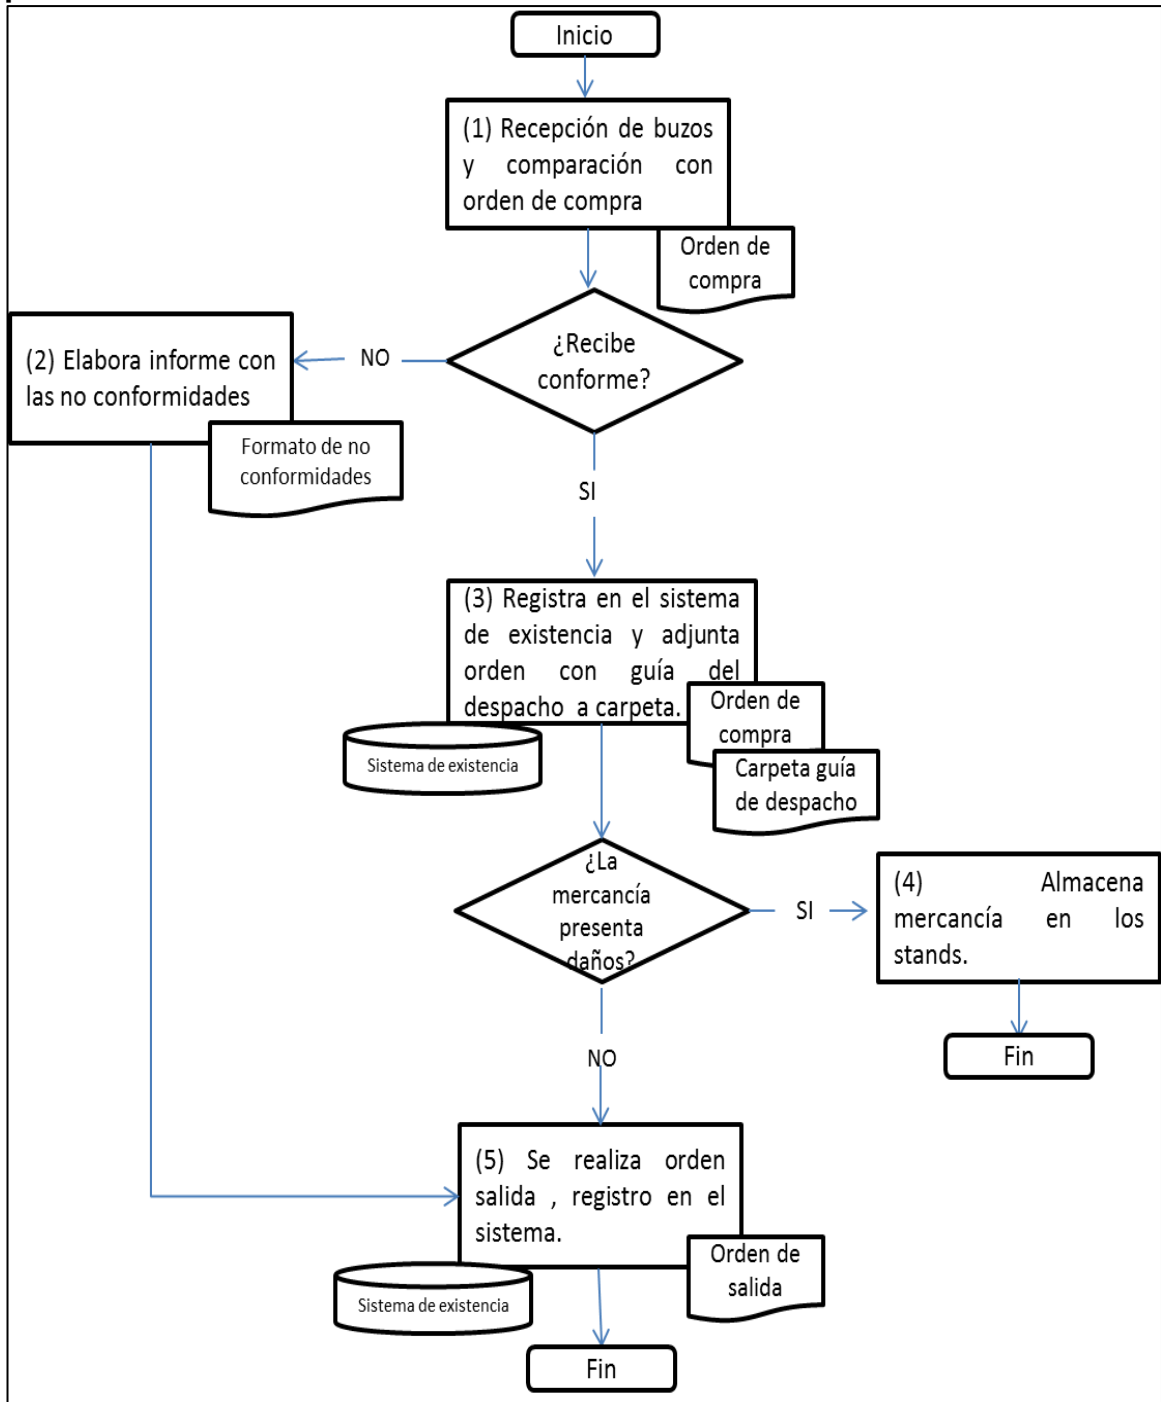 Inicio
(1) Recepción de buzos
y comparación con
orden de compra
Orden de
compra
¿Recibe
conforme?
NO
(2) Elabora informe con
las no conformidades
Formato de no
conformidades
SI
(3) Registra en el sistema
de existencia y adjunta
orden con guía del
despacho a carpeta.
Orden de
compra
Carpeta guía
de despacho
Sistema de existencia
¿La
mercancía
presenta
daños?
SI
(4) Almacena
mercancía en los
stands.
Fin
NO
(5) Se realiza orden
salida , registro en el
sistema.
Orden de
salida
Sistema de existencia
Fin